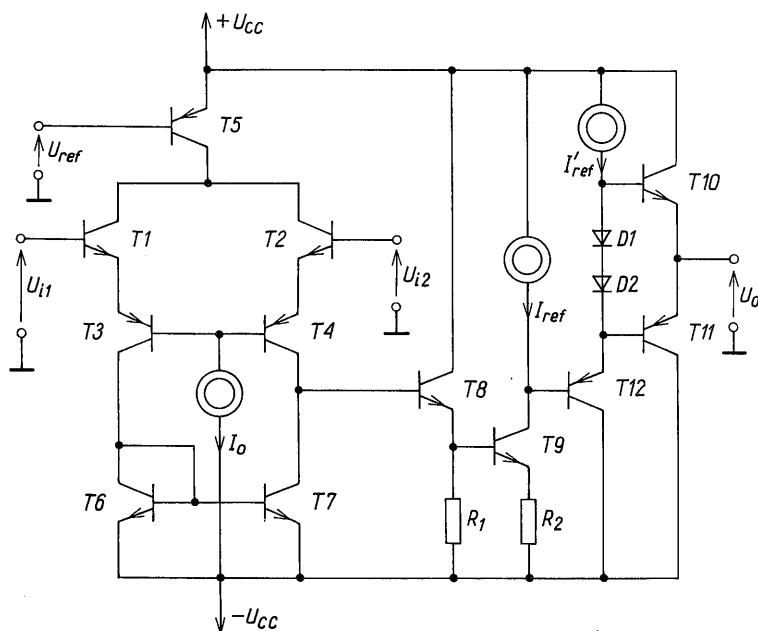 +U_CC
T5
U_ref
I'_ref
T10
T1
T2
D1
U_i1
U_i2
D2
U_o
T3
T4
I_ref
T11
T8
T12
I_o
T9
T6
T7
R_1
R_2
-U_CC